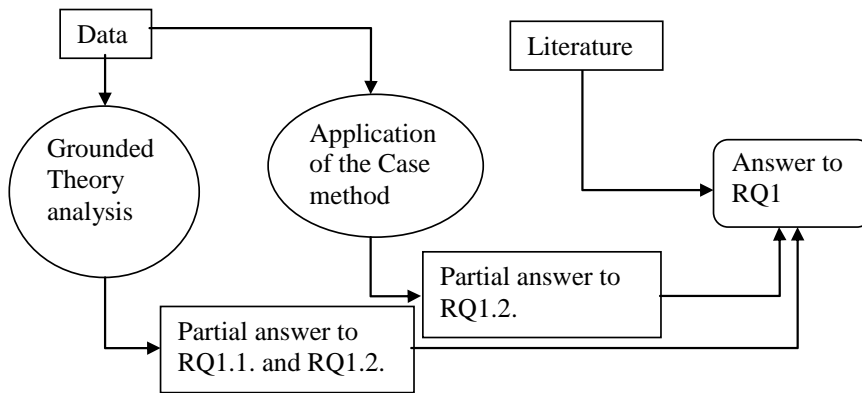 Data
Literature
Grounded
Theory
analysis
Application
of the Case
method
Answer to
RQ1
Partial answer to
RQ1.2.
Partial answer to
RQ1.1. and RQ1.2.